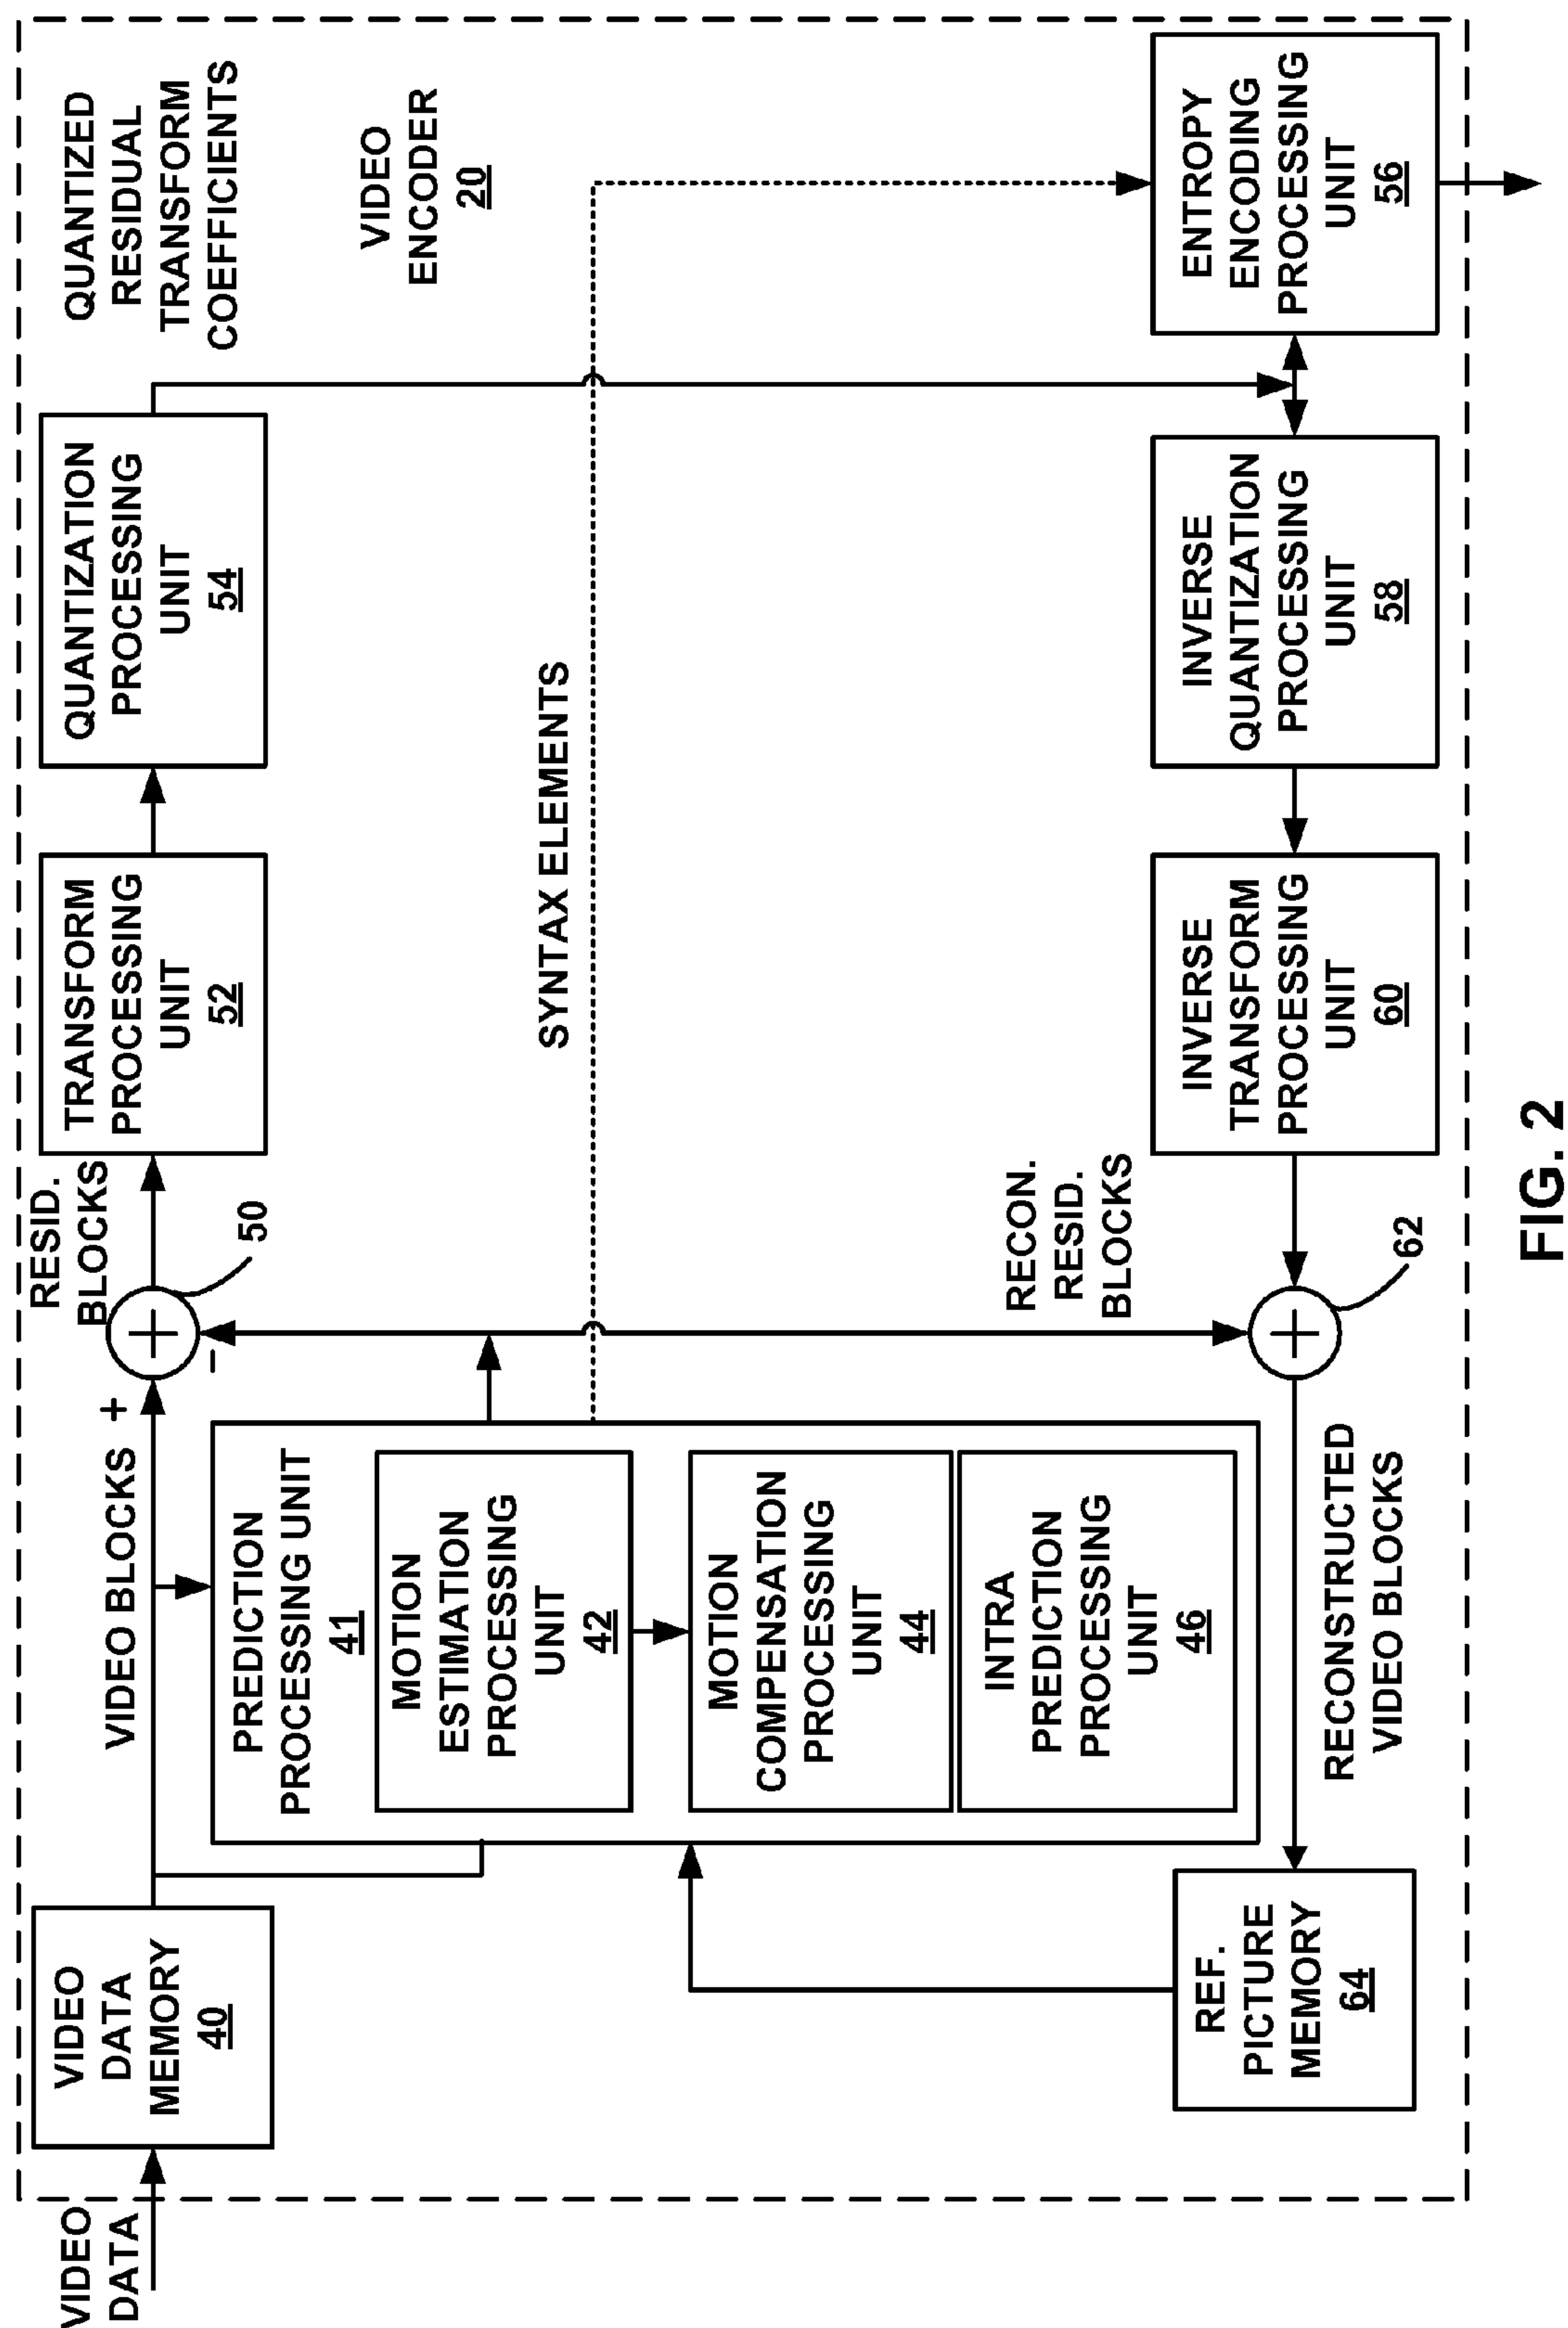 VIDEO
DATA
VIDEO
DATA
MEMORY
40
VIDEO BLOCKS
+
-
RESID.
BLOCKS
50
TRANSFORM
PROCESSING
UNIT
52
QUANTIZATION
PROCESSING
UNIT
54
QUANTIZED
RESIDUAL
TRANSFORM
COEFFICIENTS
VIDEO
ENCODER
20
PREDICTION
PROCESSING UNIT
41
MOTION
ESTIMATION
PROCESSING
UNIT
42
MOTION
COMPENSATION
PROCESSING
UNIT
44
INTRA
PREDICTION
PROCESSING
UNIT
46
SYNTAX ELEMENTS
REF.
PICTURE
MEMORY
64
RECONSTRUCTED
VIDEO BLOCKS
RECON.
RESID.
BLOCKS
62
INVERSE
TRANSFORM
PROCESSING
UNIT
60
INVERSE
QUANTIZATION
PROCESSING
UNIT
58
ENTROPY
ENCODING
PROCESSING
UNIT
56
FIG. 2